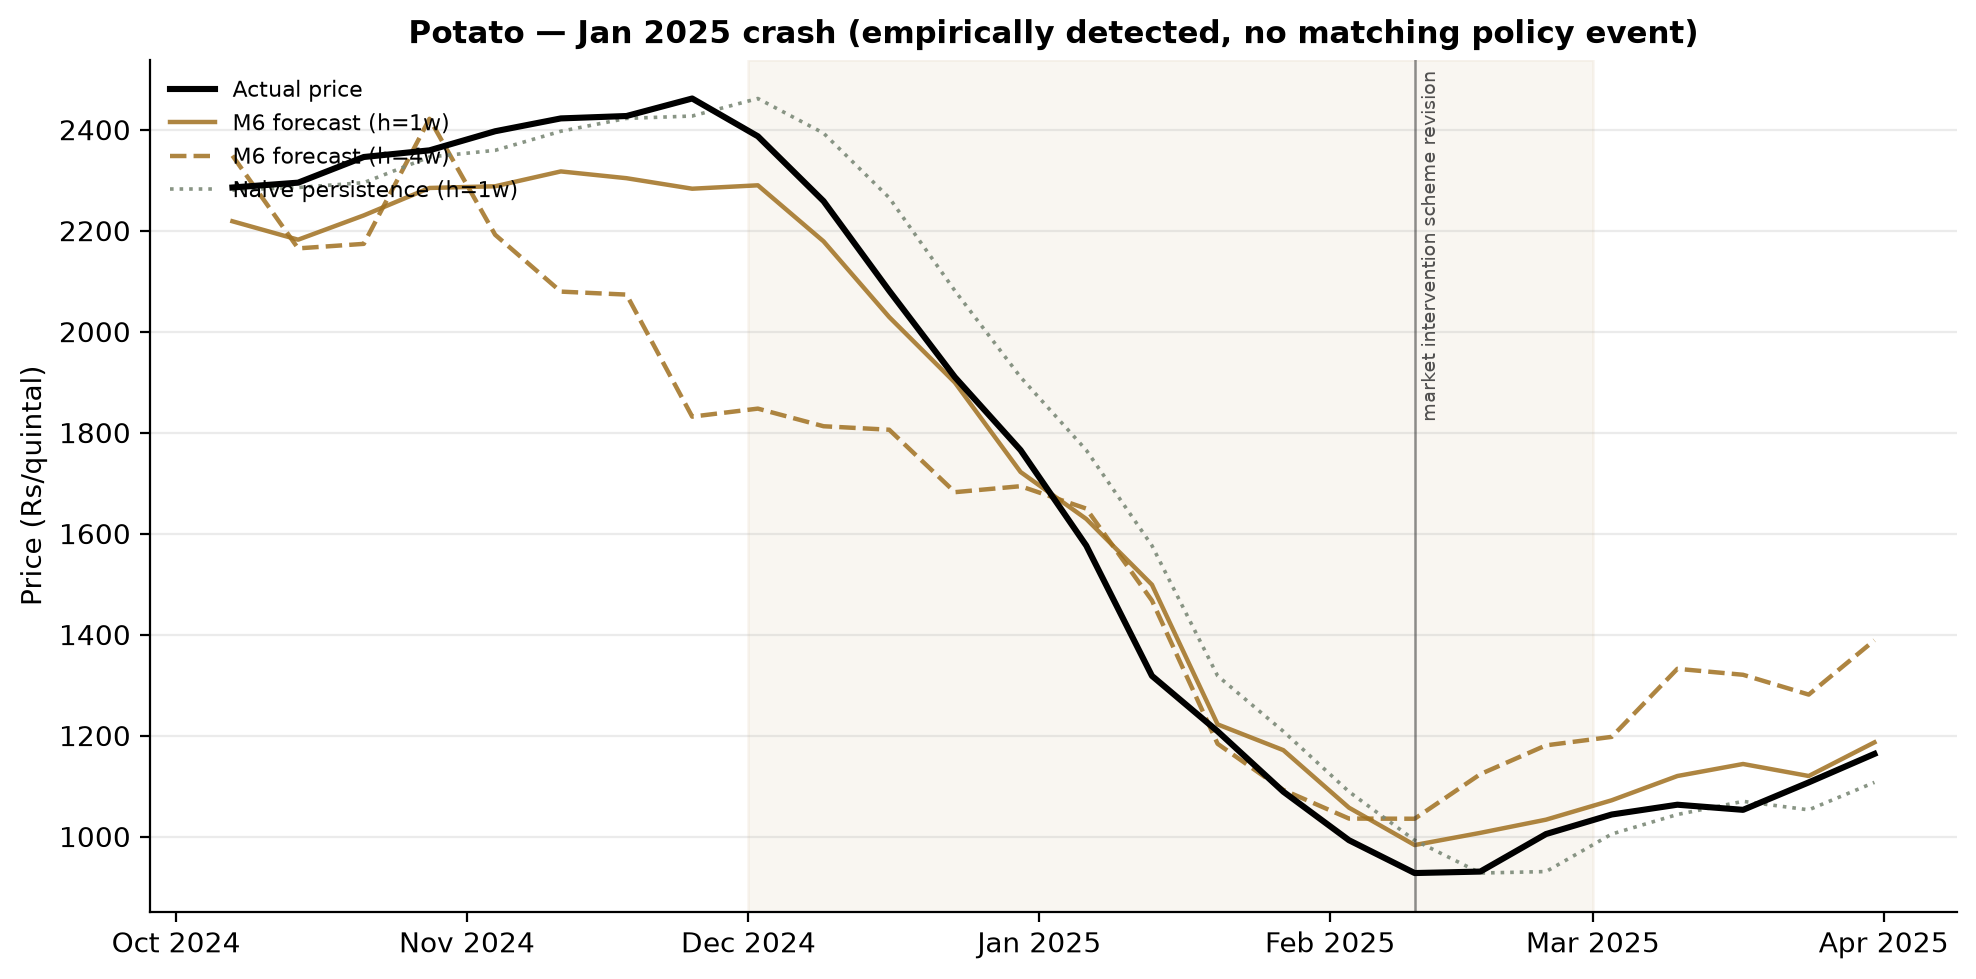 Potato — Jan 2025 crash (empirically detected, no matching policy event)
Actual price
M6 forecast (h=1w)
M6 forecast (h=4w)
Naive persistence (h=1w)
market intervention scheme revision
Price (Rs/quintal)
2400
2200
2000
1800
1600
1400
1200
1000
Oct 2024
Nov 2024
Dec 2024
Jan 2025
Feb 2025
Mar 2025
Apr 2025